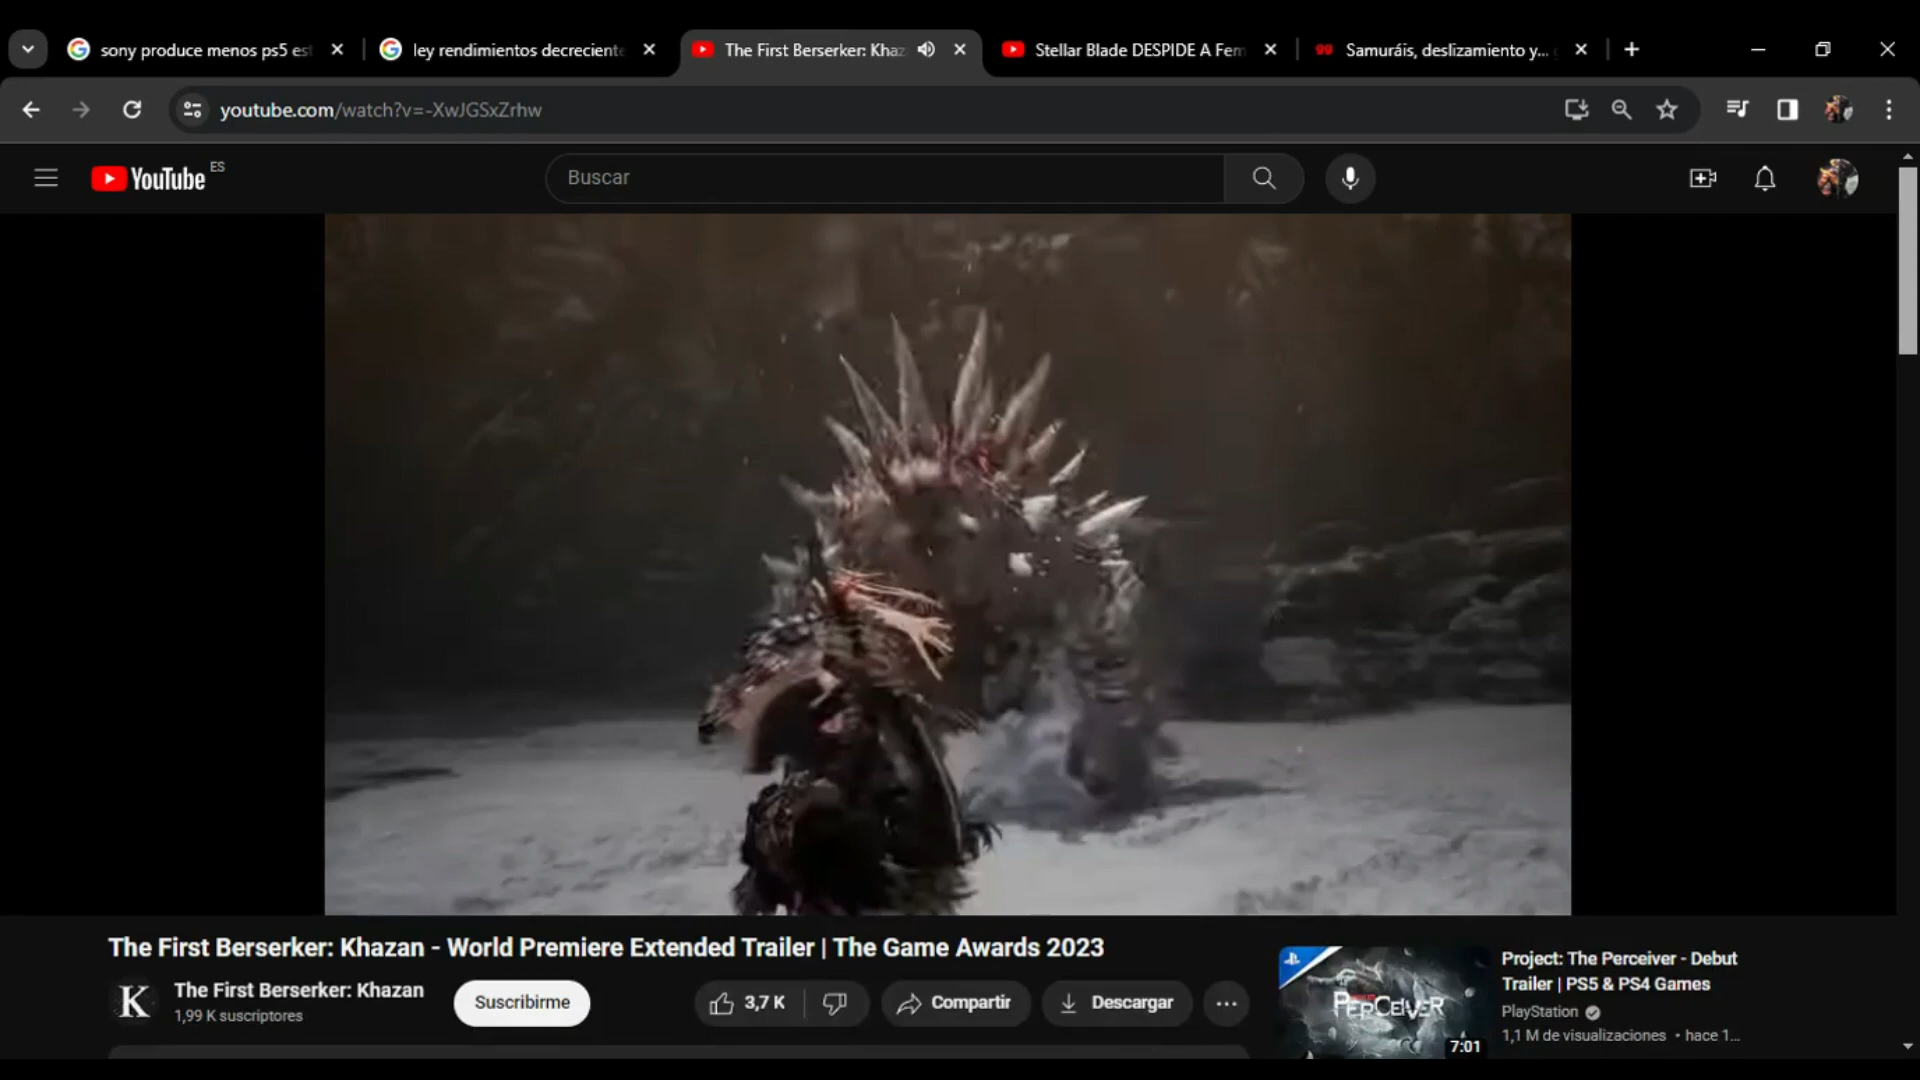 sony produce menos ps5 es
ley rendimientos decreciente
The First Berserker: Khaz
Stellar Blade DESPIDE A Fem
Samuráis, deslizamiento y...
youtube.com/watch?v=-XwJGSxZrhw
YouTube ES
Buscar
The First Berserker: Khazan - World Premiere Extended Trailer | The Game Awards 2023
K
The First Berserker: Khazan
1,99 K suscriptores
Suscribirme
3,7 K
Compartir
Descargar
PERCEIVER
7:01
Project: The Perceiver - Debut
Trailer | PS5 & PS4 Games
PlayStation
1,1 M de visualizaciones • hace 1...